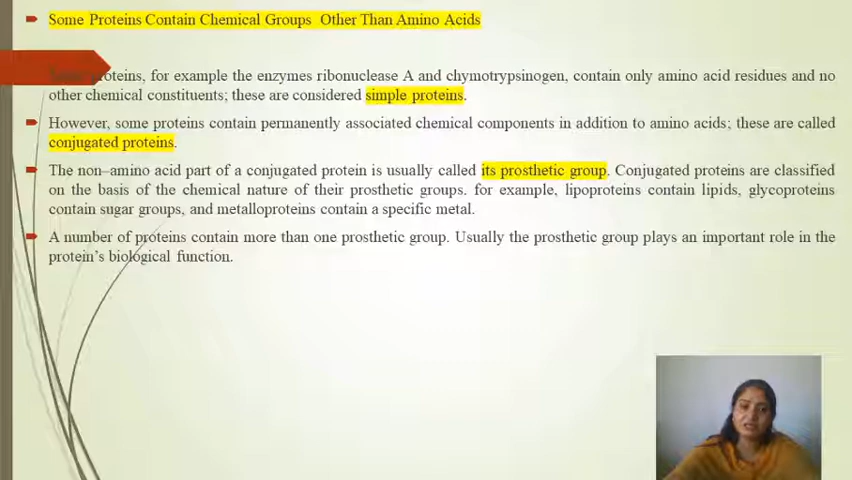 Some Proteins Contain Chemical Groups Other Than Amino Acids
proteins, for example the enzymes ribonuclease A and chymotrypsinogen, contain only amino acid residues and no
other chemical constituents; these are considered simple proteins.
However, some proteins contain permanently associated chemical components in addition to amino acids; these are called
conjugated proteins.
The non–amino acid part of a conjugated protein is usually called its prosthetic group. Conjugated proteins are classified
on the basis of the chemical nature of their prosthetic groups. for example, lipoproteins contain lipids, glycoproteins
contain sugar groups, and metalloproteins contain a specific metal.
A number of proteins contain more than one prosthetic group. Usually the prosthetic group plays an important role in the
protein's biological function.